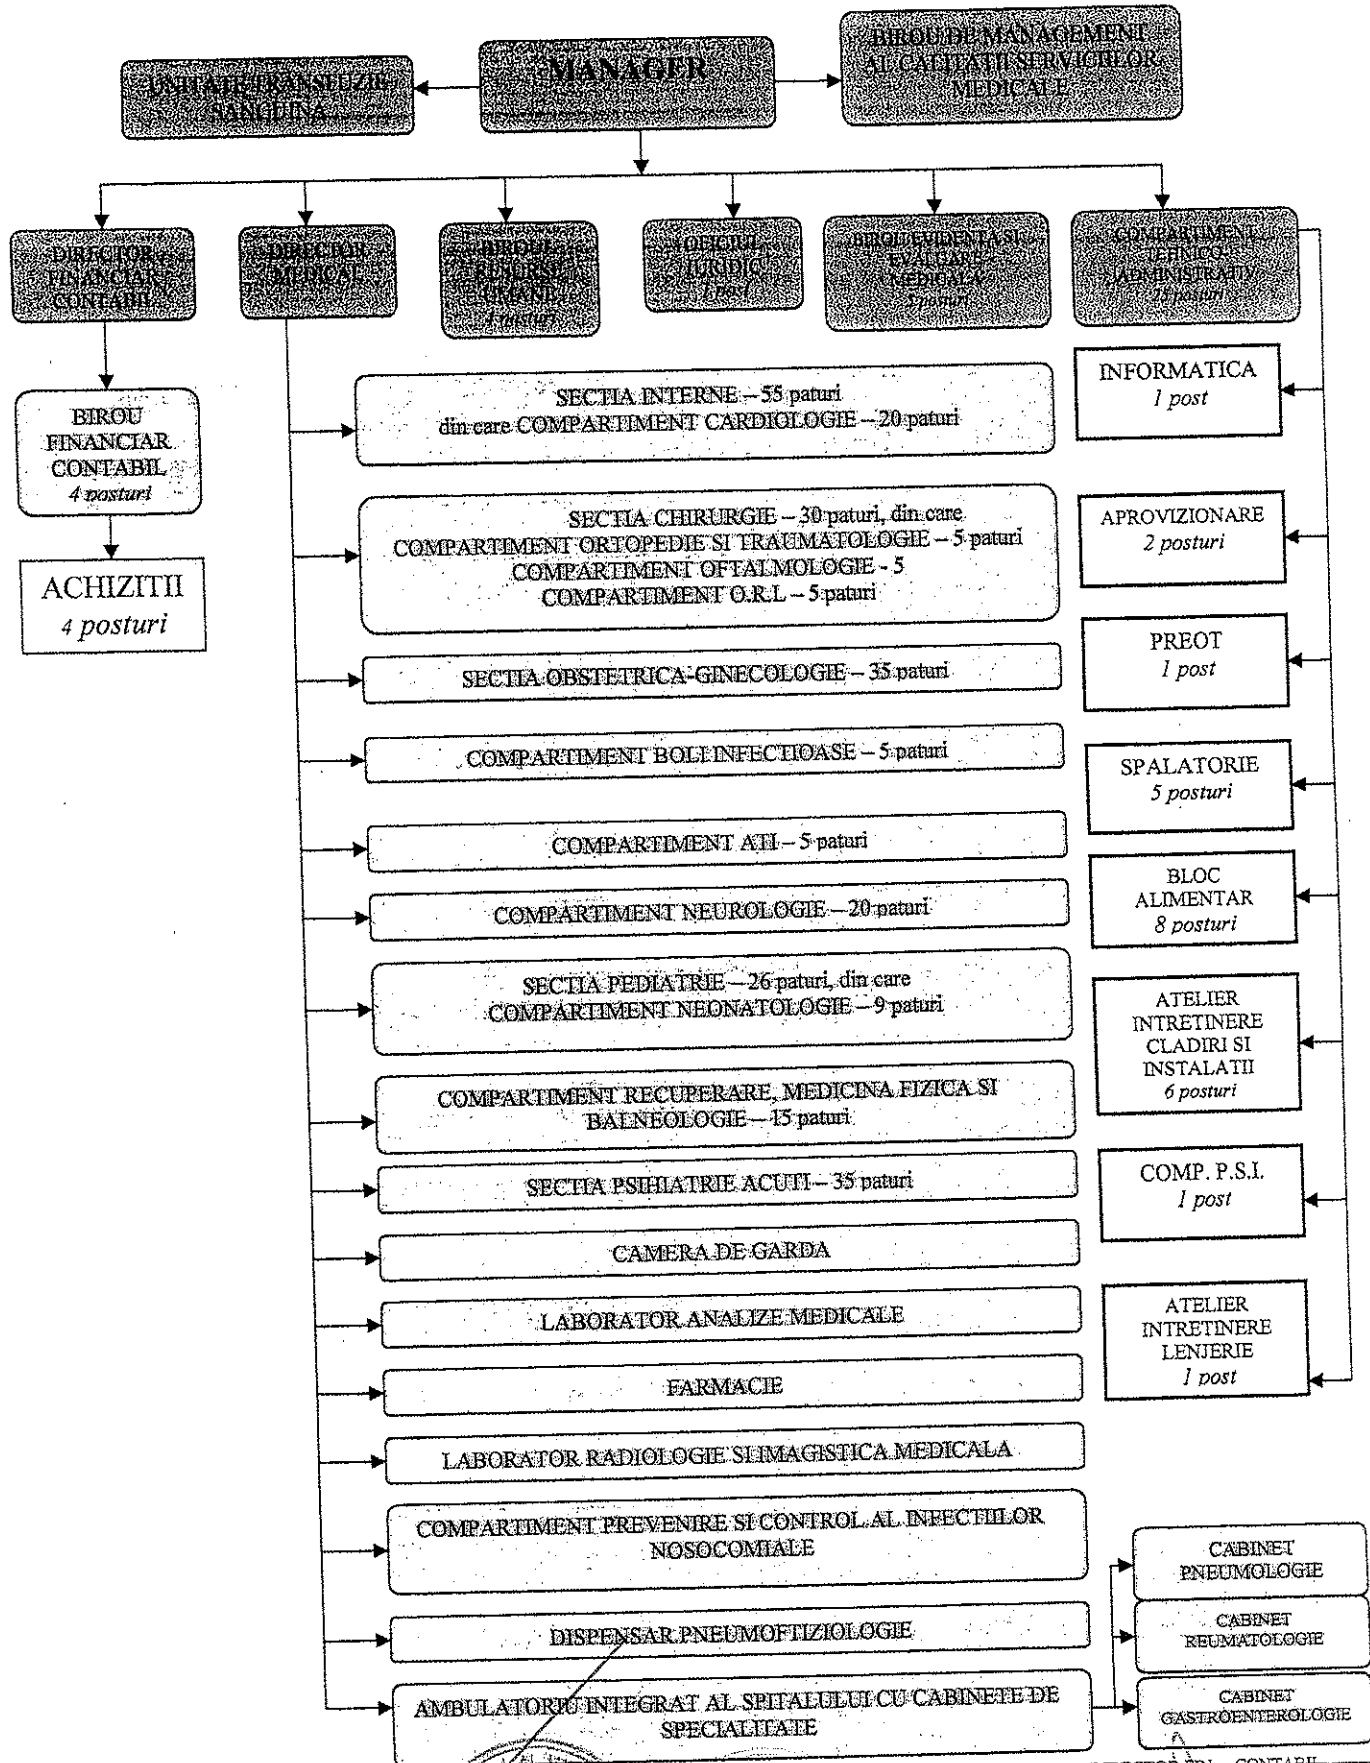 UNITATE TRANSFUZIE
SANGUINA
MANAGER
BIROU DE MANAGEMENT
AL CALITATII SERVICIILOR
MEDICALE
DIRECTOR
FINANCIAR
CONTABIL
DIRECTOR
MEDICAL
BIROUL
RESURSE
UMANE
posturi
OFICIUL
JURIDIC
1 post
BIROU EVIDENTA SI
EVALUARE
MEDICALA
posturi
COMPARTIMENT
TEHNICO-
ADMINISTRATIV
25 posturi
BIROU
FINANCIAR
CONTABIL
4 posturi
ACHIZITII
4 posturi
SECTIA INTERNE – 55 paturi
din care COMPARTIMENT CARDIOLOGIE – 20 paturi
SECTIA CHIRURGIE – 30 paturi, din care
COMPARTIMENT ORTOPEDIE SI TRAUMATOLOGIE – 5 paturi
COMPARTIMENT OFTALMOLOGIE - 5
COMPARTIMENT O.R.L – 5 paturi
SECTIA OBSTETRICA-GINECOLOGIE – 35 paturi
COMPARTIMENT BOLI INFECTIOASE – 5 paturi
COMPARTIMENT ATI – 5 paturi
COMPARTIMENT NEUROLOGIE – 20 paturi
SECTIA PEDIATRIE – 26 paturi, din care
COMPARTIMENT NEONATOLOGIE – 9 paturi
COMPARTIMENT RECUPERARE, MEDICINA FIZICA SI
BALNEOLOGIE – 15 paturi
SECTIA PSIHIATRIE ACUTI – 35 paturi
CAMERA DE GARDA
LABORATOR ANALIZE MEDICALE
FARMACIE
LABORATOR RADIOLOGIE SI IMAGISTICA MEDICALA
COMPARTIMENT PREVENIRE SI CONTROL AL INFECTIILOR
NOSOCOMIALE
DISPENSAR PNEUMOFTIZIOLOGIE
AMBULATORIU INTEGRAT AL SPITALULUI CU CABINETE DE
SPECIALITATE
INFORMATICA
1 post
APROVIZIONARE
2 posturi
PREOT
1 post
SPALATORIE
5 posturi
BLOC
ALIMENTAR
8 posturi
ATELIER
INTRETINERE
CLADIRI SI
INSTALATII
6 posturi
COMP. P.S.I.
1 post
ATELIER
INTRETINERE
LENJERIE
1 post
CABINET
PNEUMOLOGIE
CABINET
REUMATOLOGIE
CABINET
GASTROENTEROLOGIE